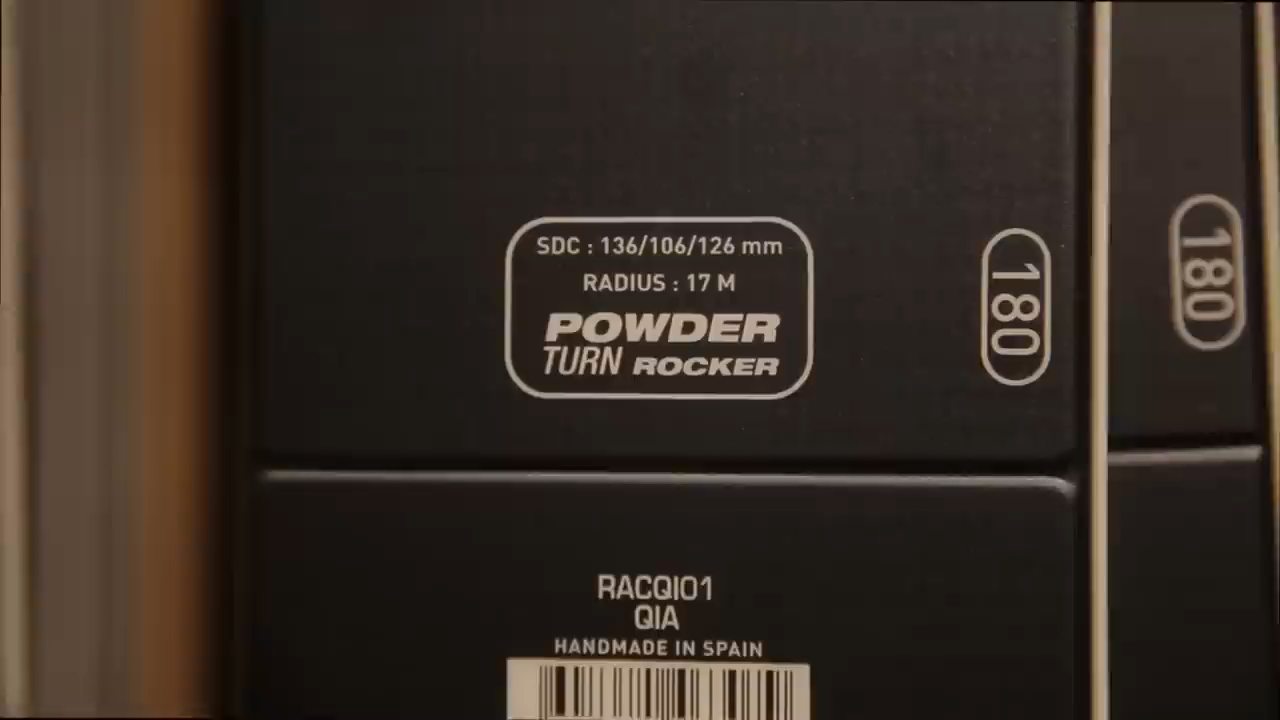 SDC : 136/106/126 mm
RADIUS : 17 M
POWDER
TURN ROCKER
180
180
RACQI01
QIA
HANDMADE IN SPAIN